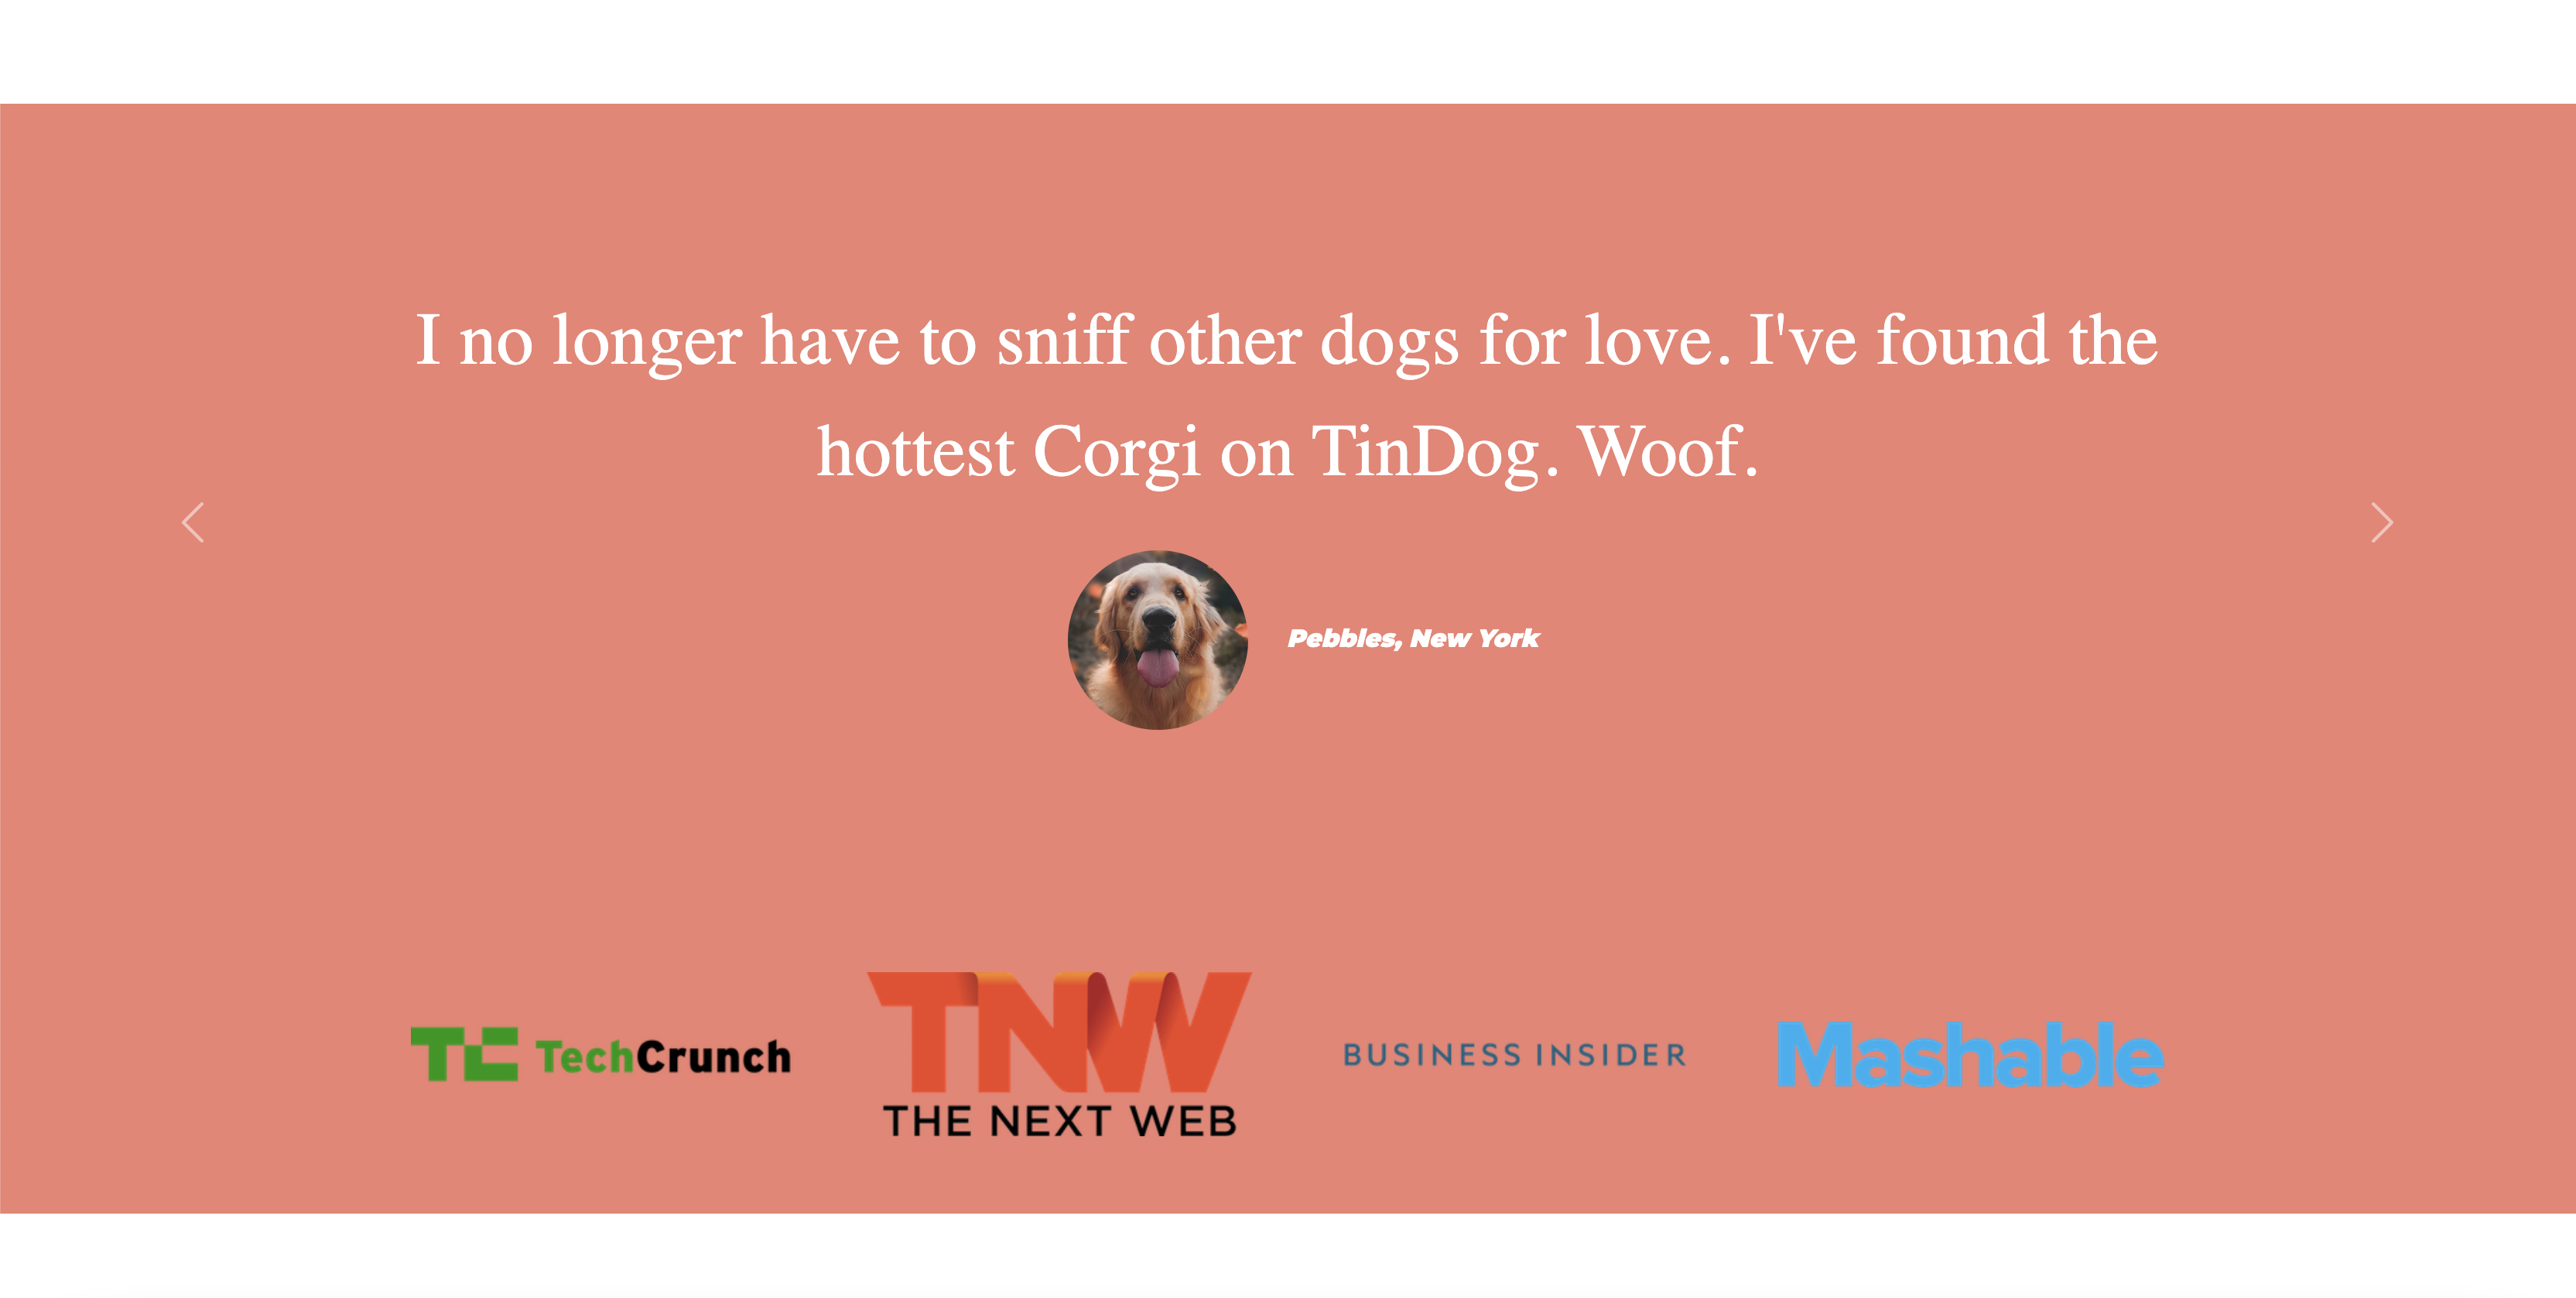 I no longer have to sniff other dogs for love. I've found the
hottest Corgi on TinDog. Woof.
Pebbles, New York
TC TechCrunch
TNW
THE NEXT WEB
BUSINESS INSIDER
Mashable